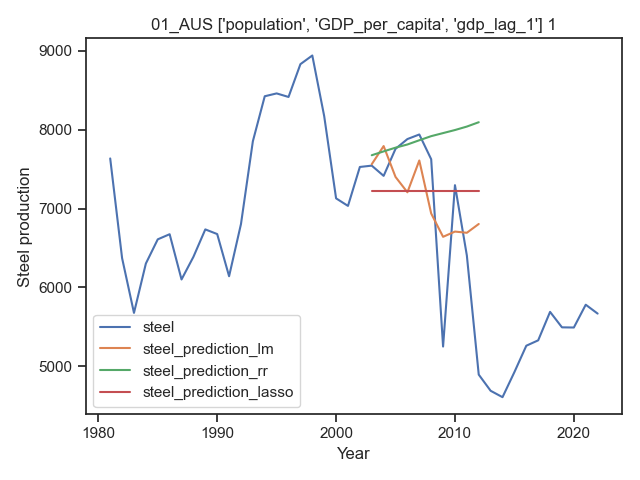 01_AUS ['population', 'GDP_per_capita', 'gdp_lag_1'] 1
9000
8000
7000
6000
5000
Steel production
steel
steel_prediction_lm
steel_prediction_rr
steel_prediction_lasso
1980
1990
2000
2010
2020
Year